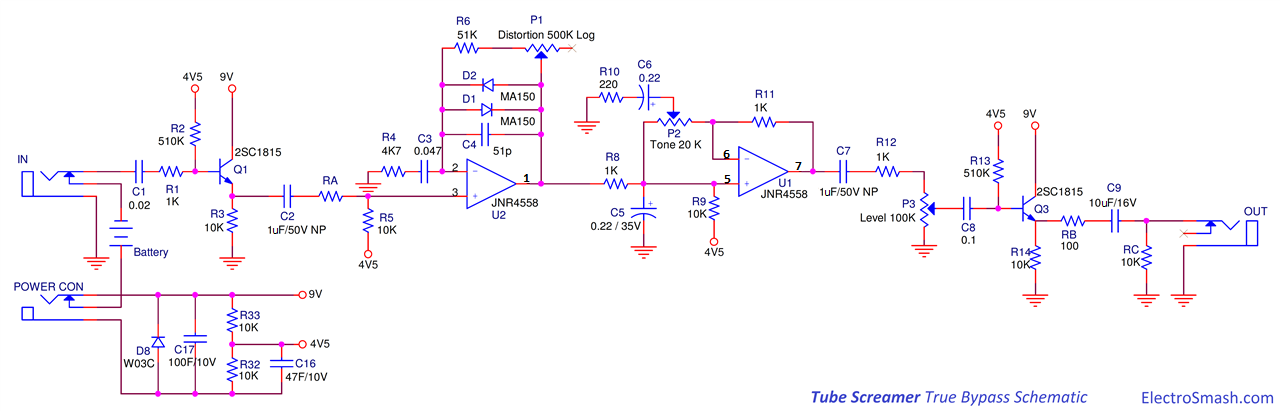 R6
51K
P1
Distortion 500K Log
4V5
9V
D2
MA150
C6
0.22
R10
220
R11
1K
D1
MA150
R2
510K
2SC1815
Q1
R4
4K7
C3
0.047
C4
51p
P2
Tone 20 K
6
7
U1
JNR4558
5
C7
1uF/50V NP
R12
1K
4V5
9V
R13
510K
2SC1815
Q3
IN
C1
0.02
R1
1K
RA
2
3
1
JNR4558
U2
R8
1K
R3
10K
C2
1uF/50V NP
R5
10K
4V5
C5
0.22 / 35V
R9
10K
4V5
P3
Level 100K
C8
0.1
C9
10uF/16V
RB
100
R14
10K
RC
10K
OUT
Battery
POWER CON
9V
R33
10K
4V5
D8
W03C
C17
100F/10V
R32
10K
C16
47F/10V
Tube Screamer True Bypass Schematic
ElectroSmash.com